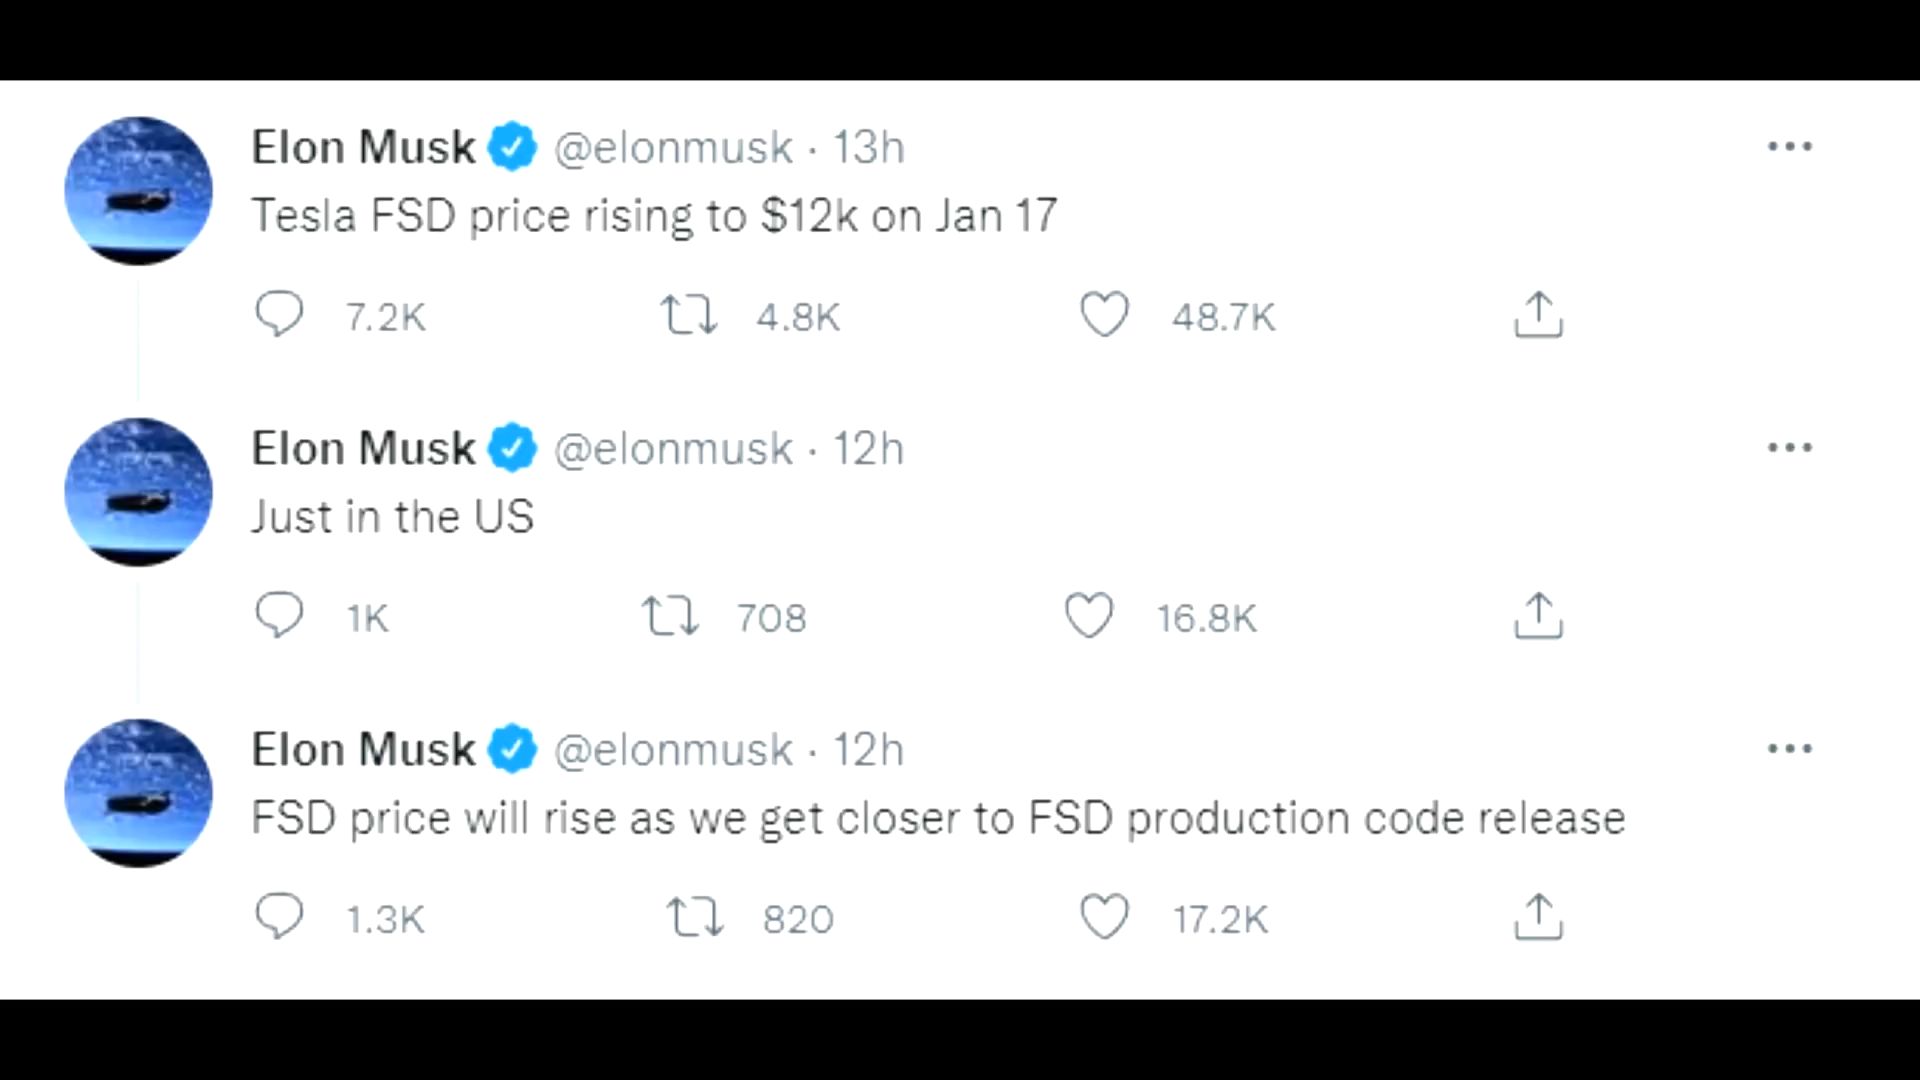 Elon Musk @elonmusk · 13h
Tesla FSD price rising to $12k on Jan 17
7.2K 4.8K 48.7K
Elon Musk @elonmusk · 12h
Just in the US
1K 708 16.8K
Elon Musk @elonmusk · 12h
FSD price will rise as we get closer to FSD production code release
1.3K 820 17.2K